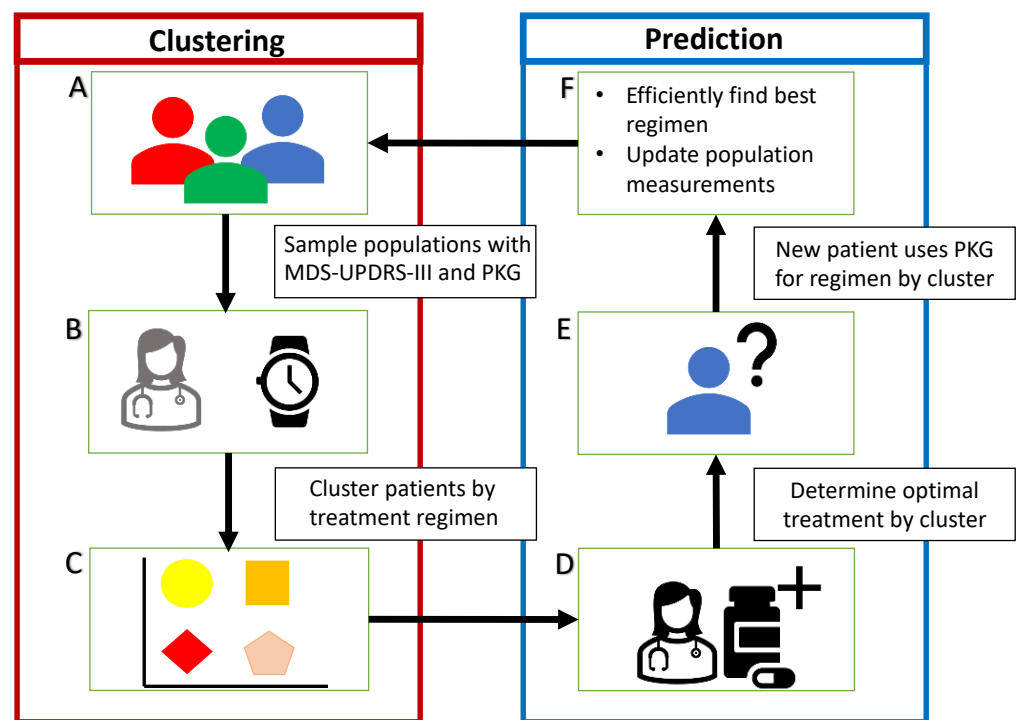 Clustering
A
Sample populations with
MDS-UPDRS-III and PKG
B
Cluster patients by
treatment regimen
C
Prediction
F
• Efficiently find best
regimen
• Update population
measurements
New patient uses PKG
for regimen by cluster
E
?
Determine optimal
treatment by cluster
D